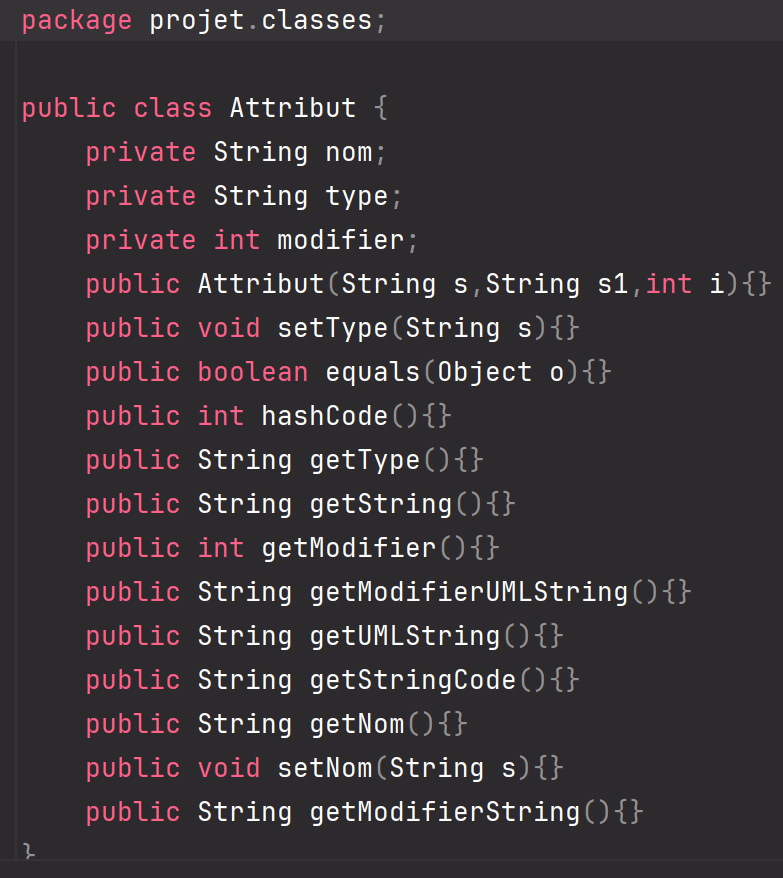 package projet.classes;
public class Attribut {
private String nom;
private String type;
private int modifier;
public Attribut(String s,String s1,int i){}
public void setType(String s){}
public boolean equals(Object o){}
public int hashCode(){}
public String getType(){}
public String getString(){}
public int getModifier(){}
public String getModifierUMLString(){}
public String getUMLString(){}
public String getStringCode(){}
public String getNom(){}
public void setNom(String s){}
public String getModifierString(){}
}